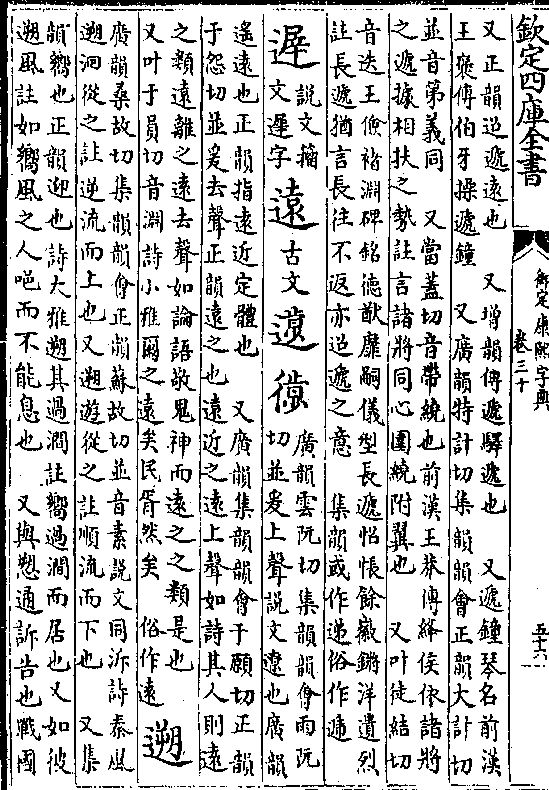 欽定四庫全書
御定康熙字典
卷三十
五十六
又正韻迢遞遠也　又增韻傳遞驛遞也　又遞鐘琴名前漢
王襃傳伯牙操遞鐘　又廣韻特計切集韻韻會正韻大計切
並音第義同　又當蓋切音帶繞也前漢王莽傳絳侯依諸將
之遞據相扶之勢註言諸將同心圍繞附翼也　又叶徒結切
音迭王儉褚淵碑銘德猷靡嗣儀型長遞怊悵餘徽鏘洋遺烈
註長遞猶言長往不返亦迢遞之意　集韻或作递俗作逓
遟
說文籀
文遲字
遠
古文
廣韻雲阮切集韻韻會雨阮
切並爰上聲說文遼也廣韻
遙遠也正韻指遠近定體也　又廣韻集韻韻會于願切正韻
于怨切並爰去聲正韻遠之也遠近之遠上聲如詩其人則遠
之類遠離之遠去聲如論語敬鬼神而遠之之類是也
又叶于員切音淵詩小雅爾之遠矣民胥然矣　俗作逺
遡
廣韻桑故切集韻韻會正韻蘇故切並音素說文同泝詩秦風
遡洄從之註逆流而上也又遡遊從之註順流而下也　又集
韻嚮也正韻迎也詩大雅遡其過澗註嚮過澗而居也又如彼
遡風註如嚮風之人唈而不能息也　又與愬通訴告也戰國